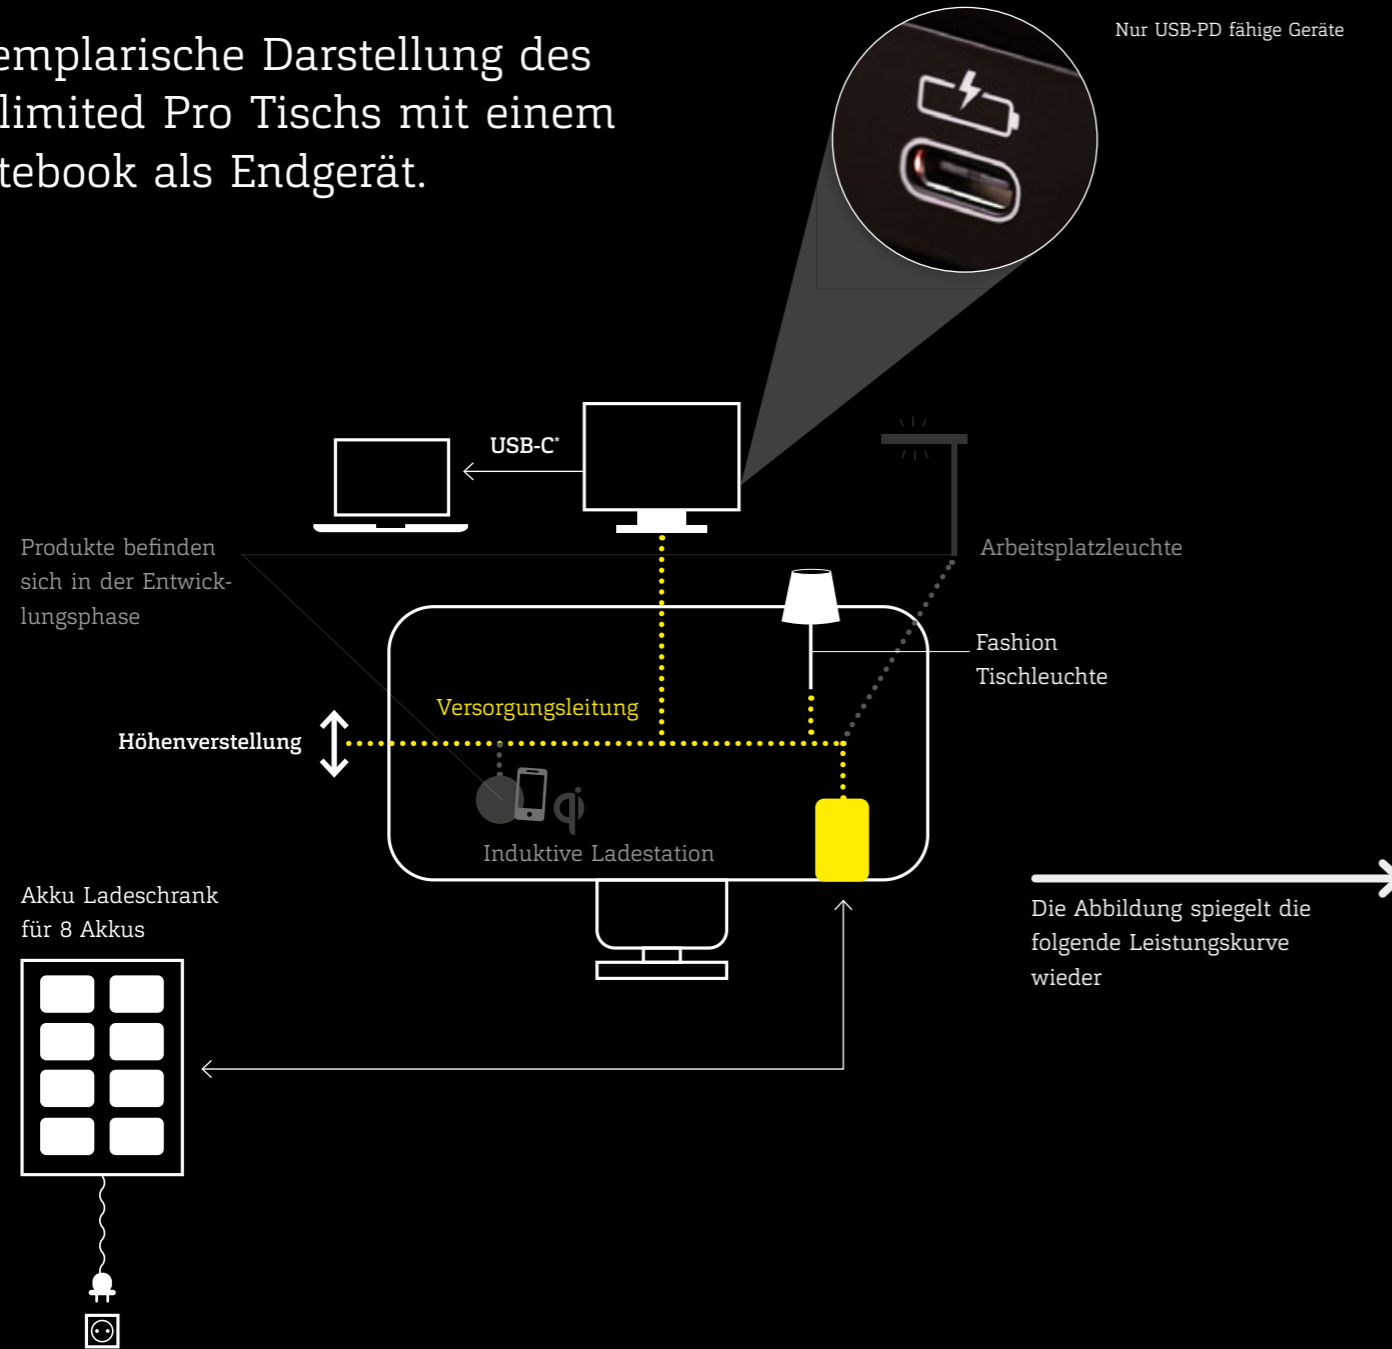 emplarische Darstellung des
limited Pro Tischs mit einem
tebook als Endgerät.
Nur USB-PD fähige Geräte
USB-C*
Produkte befinden
sich in der Entwick-
lungsphase
Arbeitsplatzleuchte
Fashion
Tischleuchte
Versorgungsleitung
Höhenverstellung
qi
Induktive Ladestation
Akku Ladeschrank
für 8 Akkus
Die Abbildung spiegelt die
folgende Leistungskurve
wieder